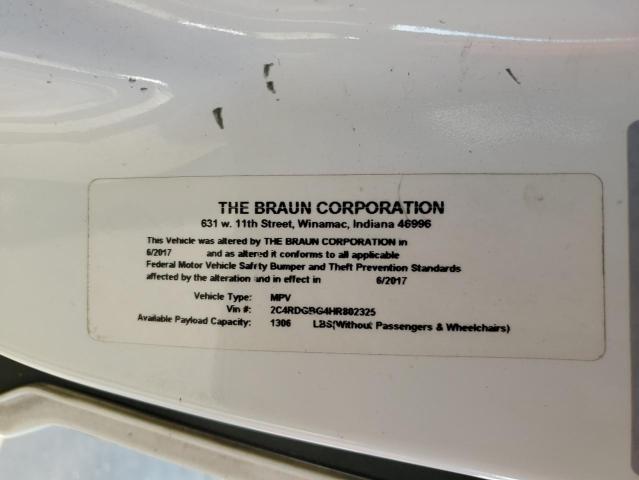 THE BRAUN CORPORATION
631 w. 11th Street, Winamac, Indiana 46996
This Vehicle was altered by THE BRAUN CORPORATION in
6/2017 and as altered it conforms to all applicable
Federal Motor Vehicle Safety Bumper and Theft Prevention Standards
affected by the alteration and in effect in 6/2017
Vehicle Type: MPV
Vin #: 2C4RDGBG4HR802325
Available Payload Capacity: 1306 LBS(Without Passengers & Wheelchairs)